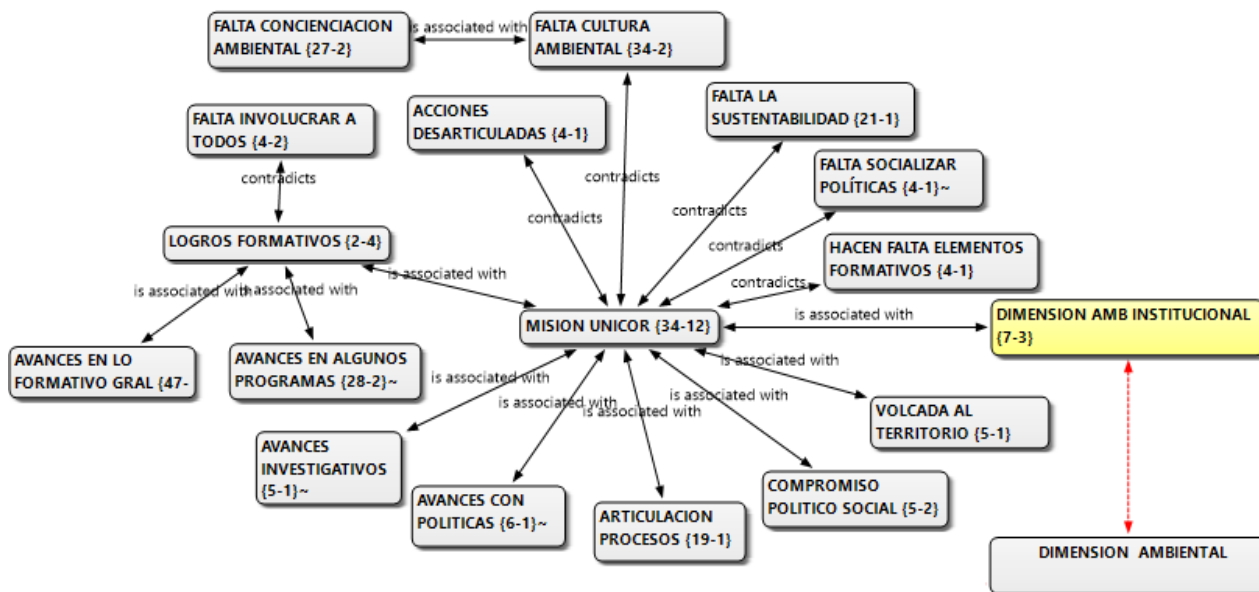 FALTA CONCIENCIACION
AMBIENTAL {27-2}
is associated with
FALTA CULTURA
AMBIENTAL {34-2}
FALTA INVOLUCRAR A
TODOS {4-2}
ACCIONES
DESARTICULADAS {4-1}
FALTA LA
SUSTENTABILIDAD {21-1}
FALTA SOCIALIZAR
POLÍTICAS {4-1}~
contradicts
contradicts
contradicts
contradicts
contradicts
contradicts
LOGROS FORMATIVOS {2-4}
HACEN FALTA ELEMENTOS
FORMATIVOS {4-1}
is associated with
is associated with
is associated with
MISION UNICOR {34-12}
is associated with
DIMENSION AMB INSTITUCIONAL
{7-3}
AVANCES EN LO
FORMATIVO GRAL {47-
AVANCES EN ALGUNOS
PROGRAMAS {28-2}~
is associated with
is associated with
is associated with
is associated with
is associated with
VOLCADA AL
TERRITORIO {5-1}
AVANCES
INVESTIGATIVOS
{5-1}~
AVANCES CON
POLITICAS {6-1}~
ARTICULACION
PROCESOS {19-1}
COMPROMISO
POLITICO SOCIAL {5-2}
DIMENSION  AMBIENTAL